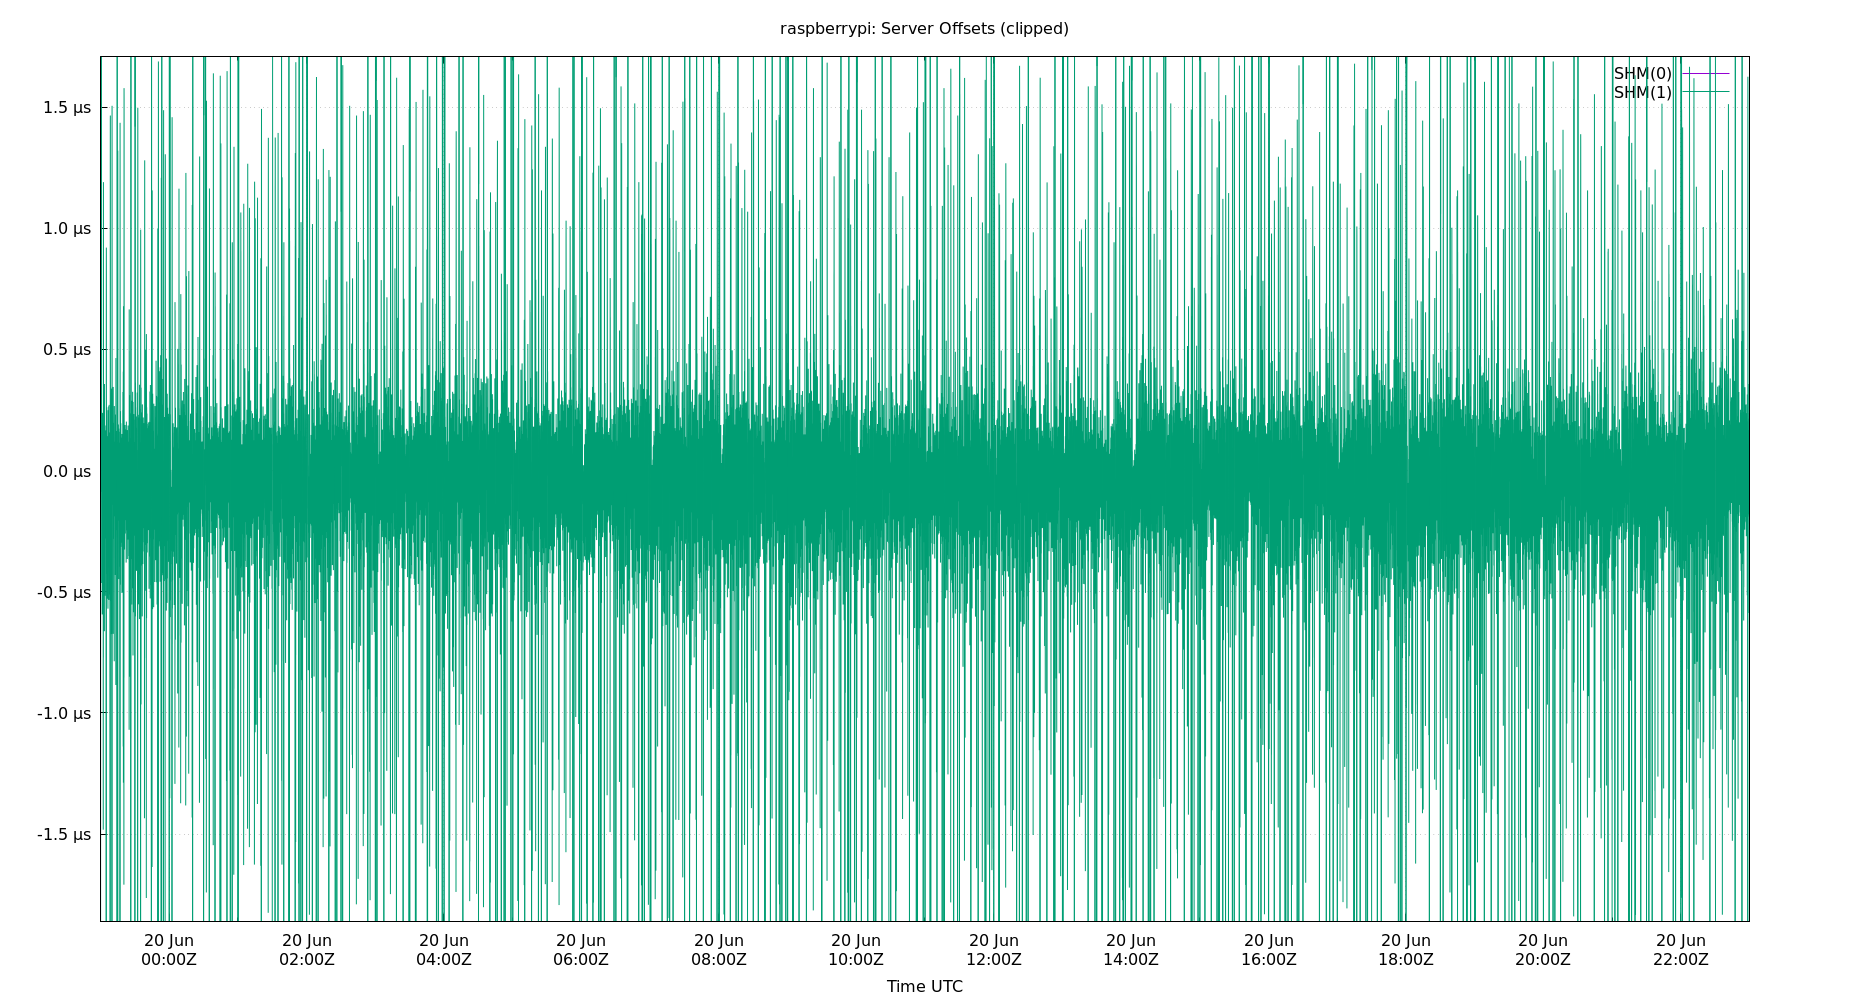 raspberrypi: Server Offsets (clipped)
SHM(0)
SHM(1)
1.5 µs
1.0 µs
0.5 µs
0.0 µs
-0.5 µs
-1.0 µs
-1.5 µs
20 Jun 20 Jun 20 Jun 20 Jun 20 Jun 20 Jun 20 Jun 20 Jun 20 Jun 20 Jun 20 Jun 20 Jun
00:00Z 02:00Z 04:00Z 06:00Z 08:00Z 10:00Z 12:00Z 14:00Z 16:00Z 18:00Z 20:00Z 22:00Z
Time UTC